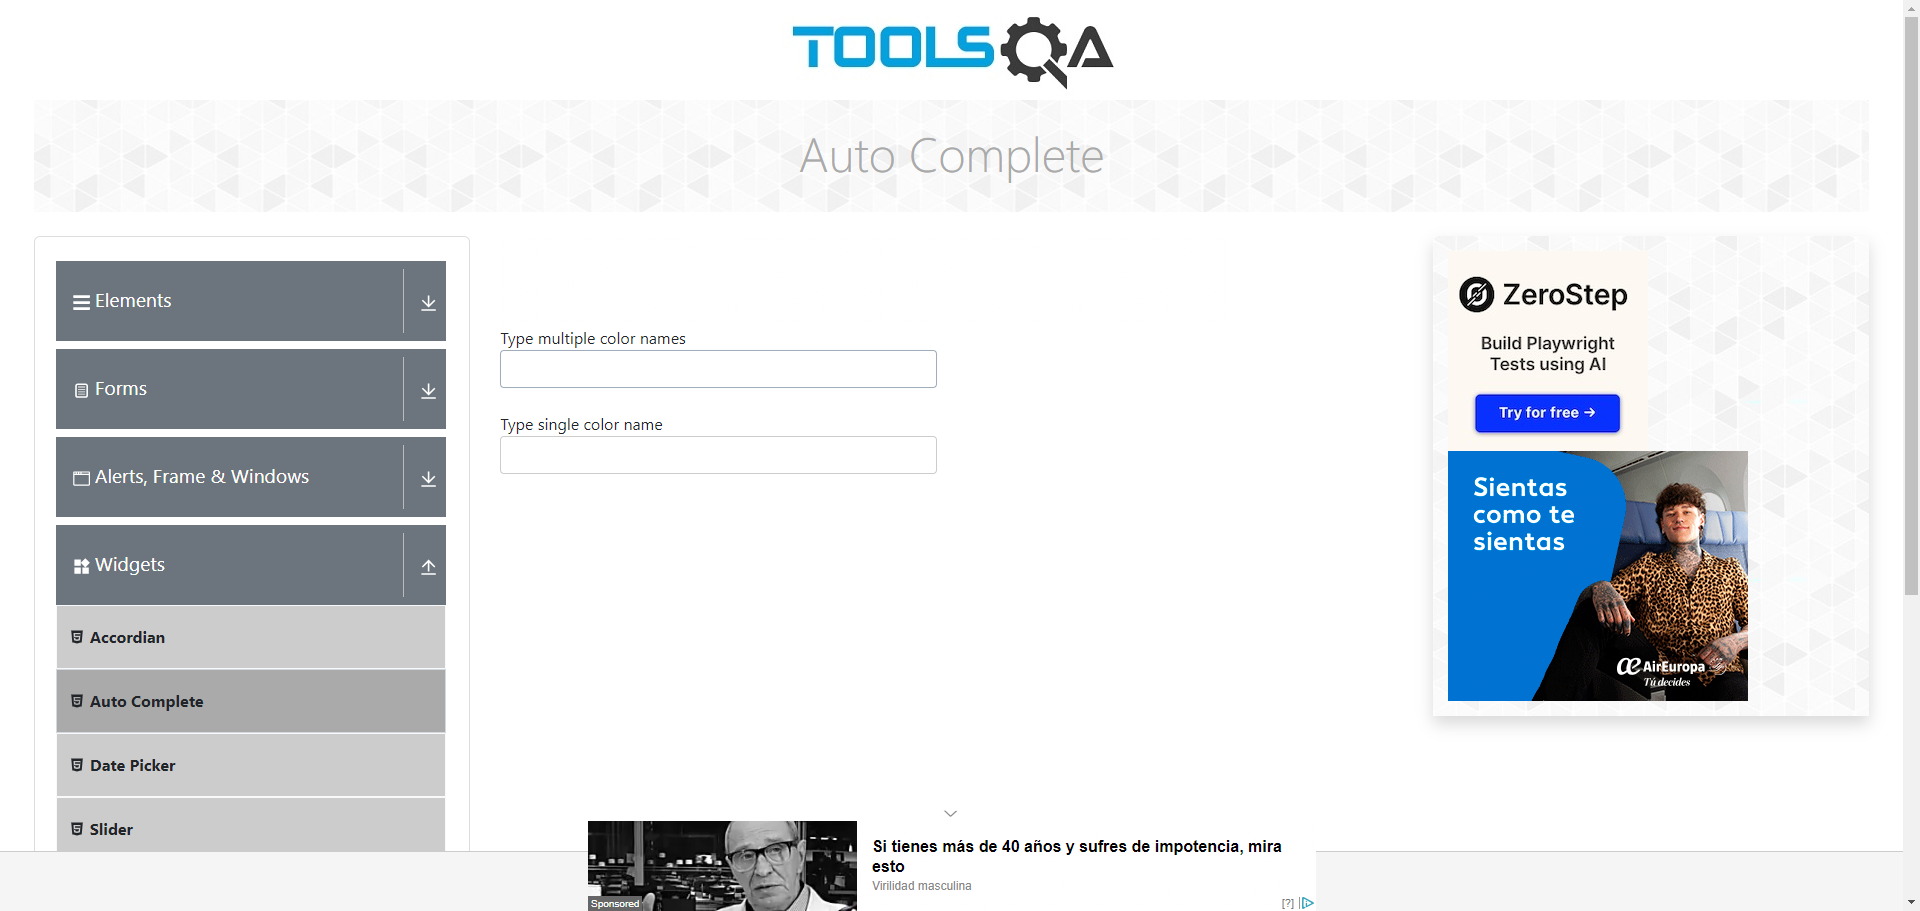 TOOLSQA
Auto Complete
Elements
Forms
Alerts, Frame & Windows
Widgets
Accordian
Auto Complete
Date Picker
Slider
Type multiple color names
Type single color name
ZeroStep
Build Playwright
Tests using AI
Try for free →
Sientas
como te
sientas
AirEuropa
Tú decides
Sponsored
Si tienes más de 40 años y sufres de impotencia, mira
esto
Virilidad masculina
[?]